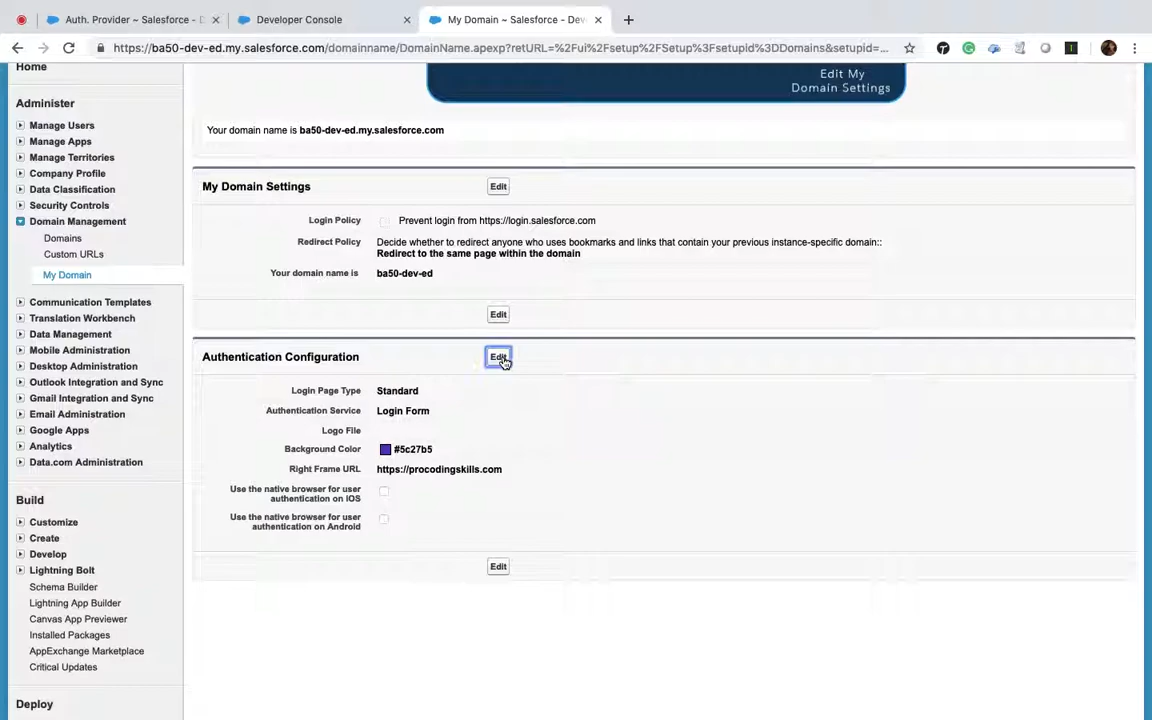 Auth. Provider ~ Salesforce - D
Developer Console
My Domain ~ Salesforce - Dev
https://ba50-dev-ed.my.salesforce.com/domainname/DomainName.apexp?retURL=%2Fui%2Fsetup%2FSetup%3Fsetupid%3DDomains&setupid=...
Home
Administer
Manage Users
Manage Apps
Manage Territories
Company Profile
Data Classification
Security Controls
Domain Management
Domains
Custom URLs
My Domain
Communication Templates
Translation Workbench
Data Management
Mobile Administration
Desktop Administration
Outlook Integration and Sync
Gmail Integration and Sync
Email Administration
Google Apps
Analytics
Data.com Administration
Build
Customize
Create
Develop
Lightning Bolt
Schema Builder
Lightning App Builder
Canvas App Previewer
Installed Packages
AppExchange Marketplace
Critical Updates
Deploy
Edit My
Domain Settings
Your domain name is ba50-dev-ed.my.salesforce.com
My Domain Settings Edit
Login Policy Prevent login from https://login.salesforce.com
Redirect Policy Decide whether to redirect anyone who uses bookmarks and links that contain your previous instance-specific domain::
Redirect to the same page within the domain
Your domain name is ba50-dev-ed
Edit
Authentication Configuration Edit
Login Page Type Standard
Authentication Service Login Form
Logo File
Background Color #5c27b5
Right Frame URL https://procodingskills.com
Use the native browser for user
authentication on IOS
Use the native browser for user
authentication on Android
Edit